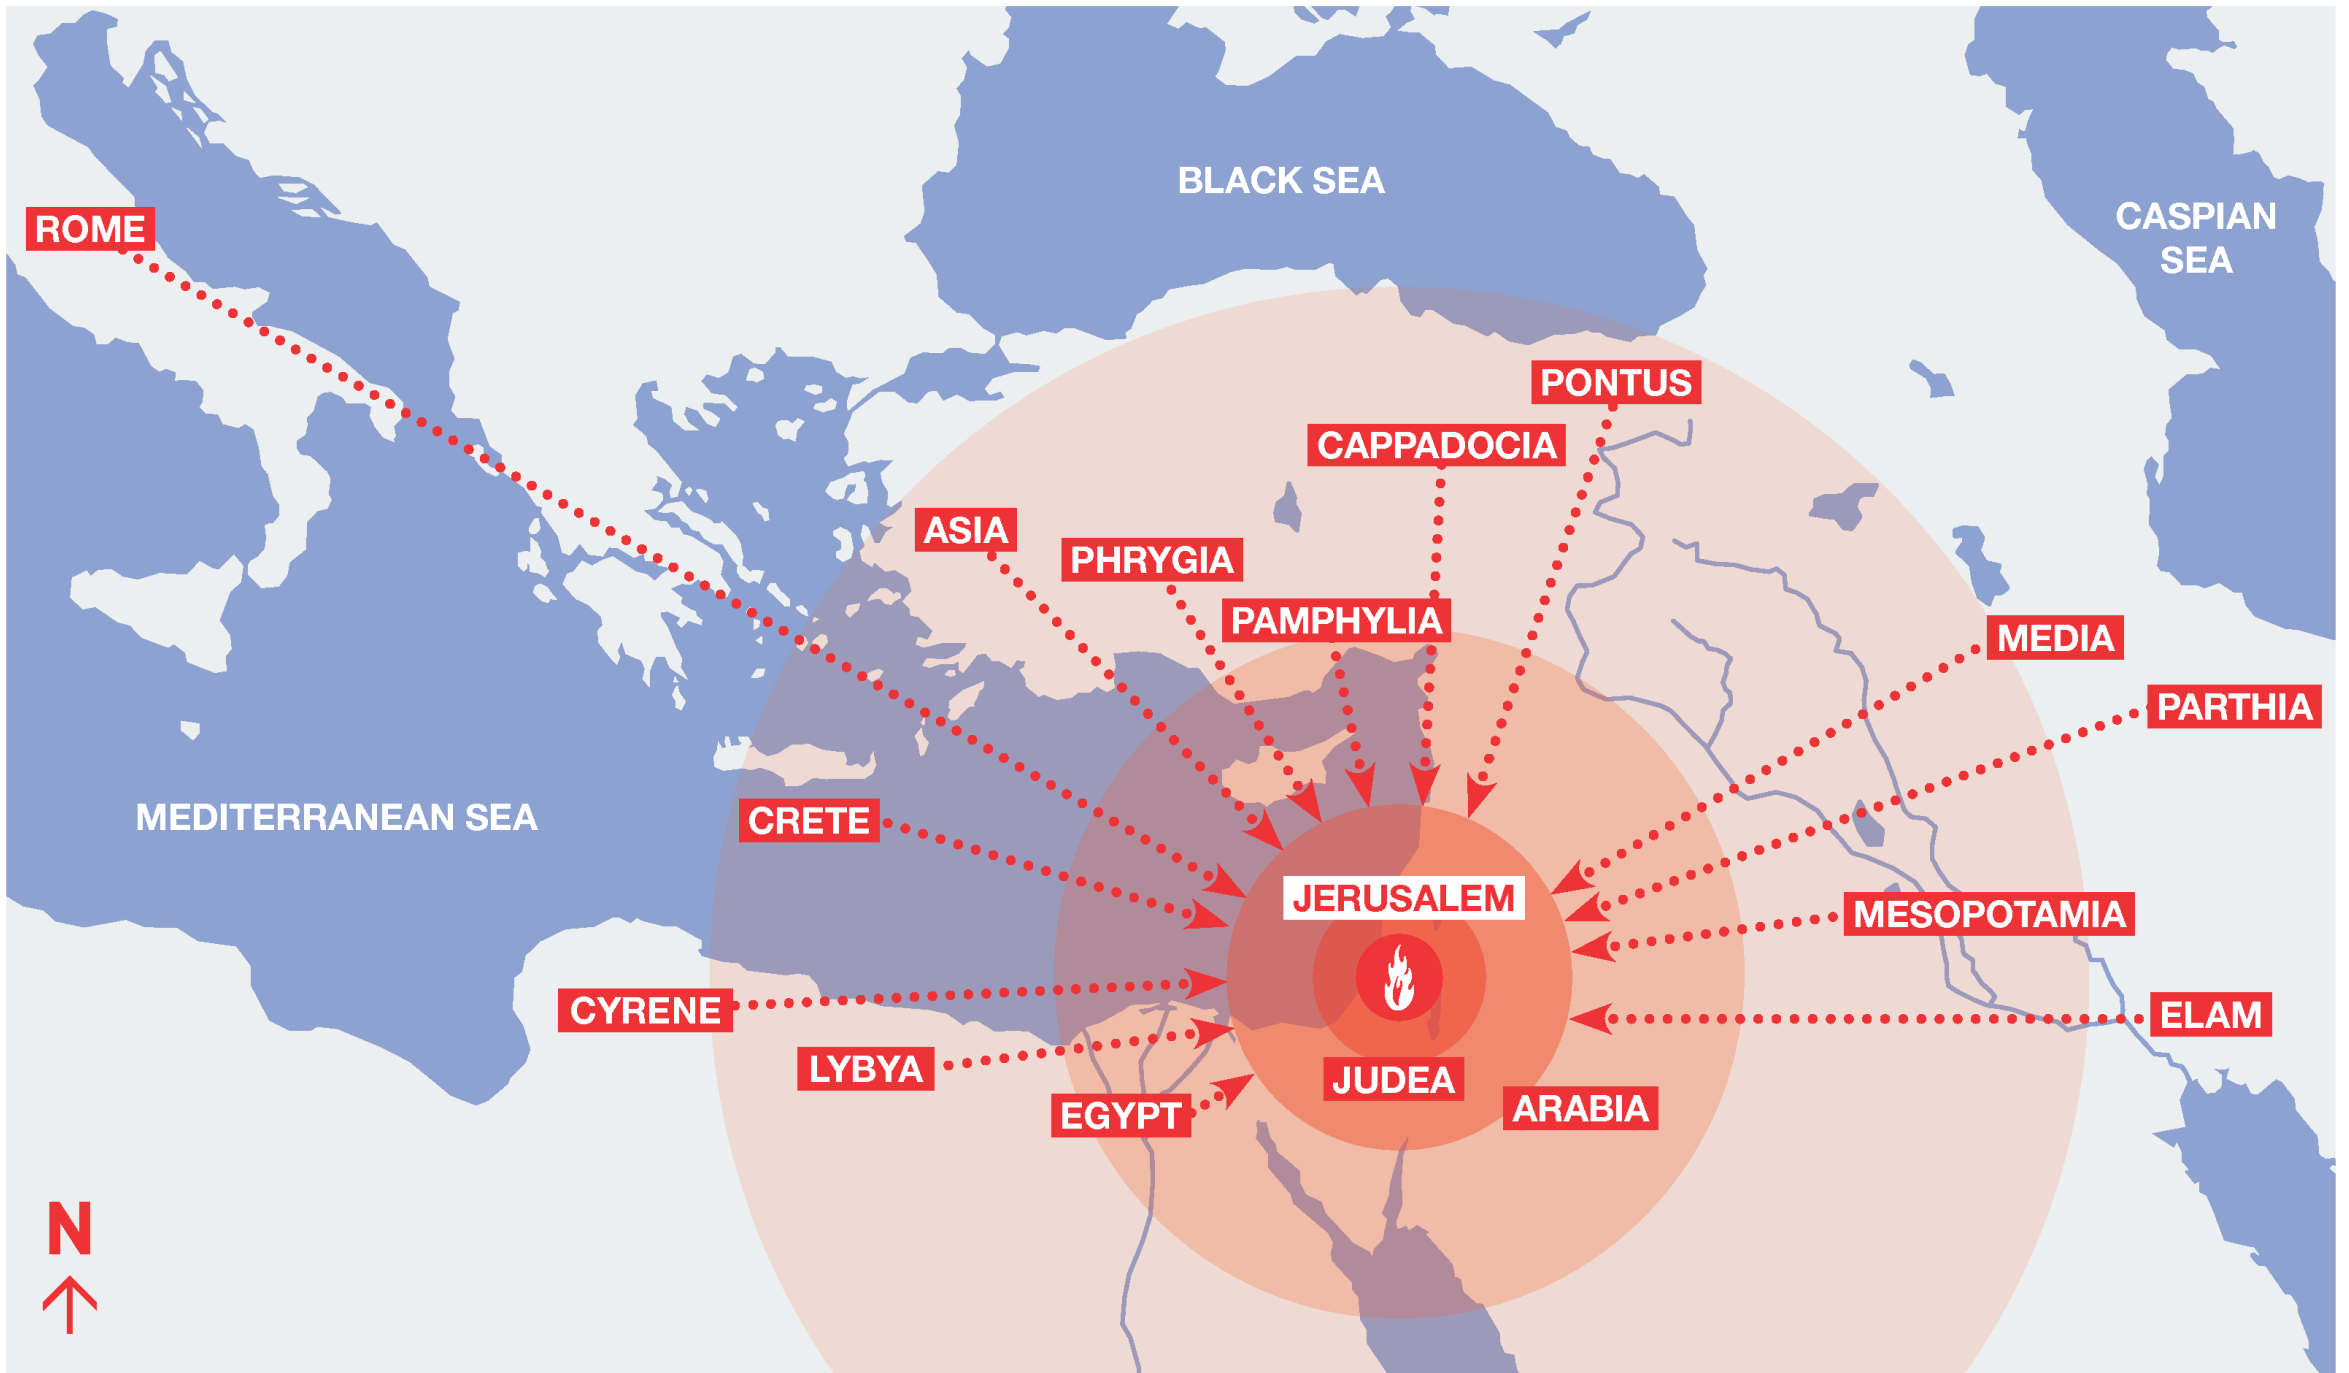 BLACK SEA
CASPIAN
SEA
ROME
PONTUS
CAPPADOCIA
ASIA
PHRYGIA
PAMPHYLIA
MEDIA
PARTHIA
MEDITERRANEAN SEA
CRETE
JERUSALEM
MESOPOTAMIA
CYRENE
ELAM
LYBYA
JUDEA
EGYPT
ARABIA
N